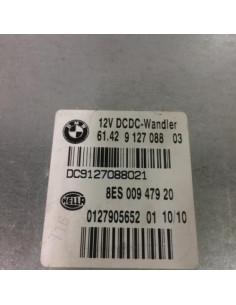 12V DCDC-Wandler
61.42 9 127 088 03
DC9127088021
8ES 009 479 20
HELLA
0127905652 01 10/10